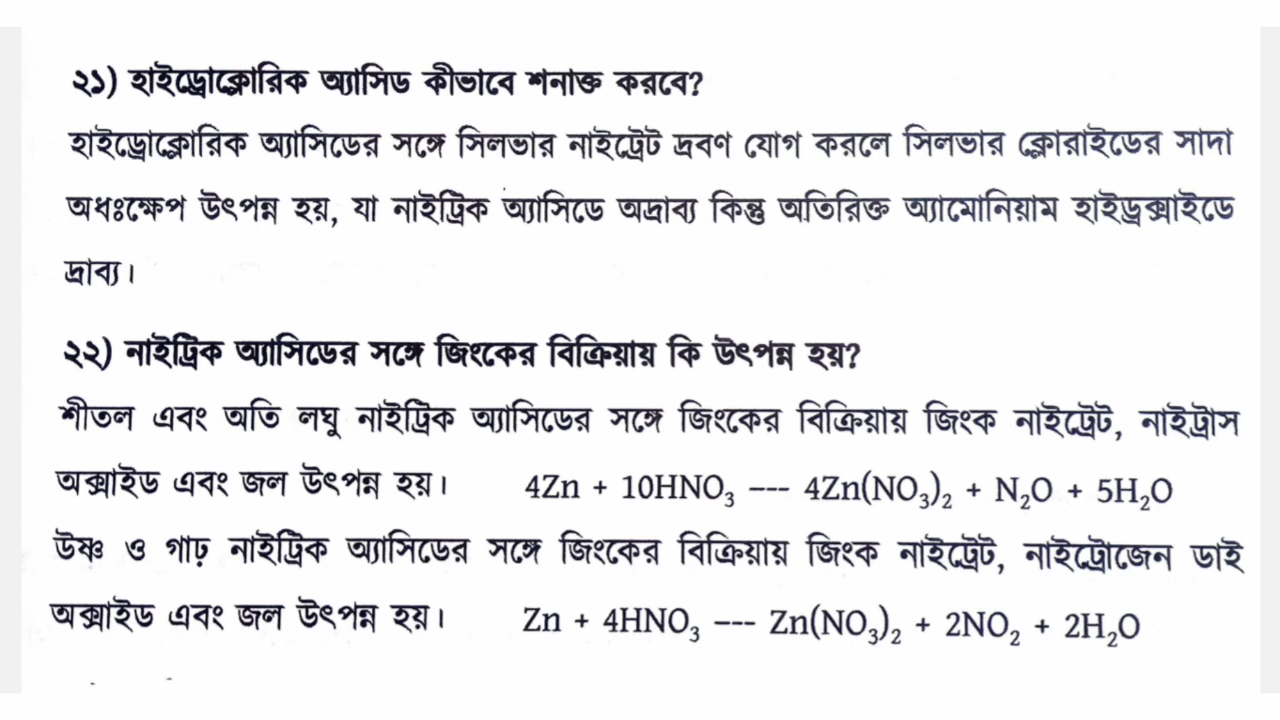 ২১) হাইড্রোক্লোরিক অ্যাসিড কীভাবে শনাক্ত করবে?
হাইড্রোক্লোরিক অ্যাসিডের সঙ্গে সিলভার নাইট্রেট দ্রবণ যোগ করলে সিলভার ক্লোরাইডের সাদা
অধঃক্ষেপ উৎপন্ন হয়, যা নাইট্রিক অ্যাসিডে অদ্রাব্য কিন্তু অতিরিক্ত অ্যামোনিয়াম হাইড্রক্সাইডে
দ্রাব্য।
২২) নাইট্রিক অ্যাসিডের সঙ্গে জিংকের বিক্রিয়ায় কি উৎপন্ন হয়?
শীতল এবং অতি লঘু নাইট্রিক অ্যাসিডের সঙ্গে জিংকের বিক্রিয়ায় জিংক নাইট্রেট, নাইট্রাস
অক্সাইড এবং জল উৎপন্ন হয়। 4Zn + 10HNO₃ --- 4Zn(NO₃)₂ + N₂O + 5H₂O
উষ্ণ ও গাঢ় নাইট্রিক অ্যাসিডের সঙ্গে জিংকের বিক্রিয়ায় জিংক নাইট্রেট, নাইট্রোজেন ডাই
অক্সাইড এবং জল উৎপন্ন হয়। Zn + 4HNO₃ --- Zn(NO₃)₂ + 2NO₂ + 2H₂O